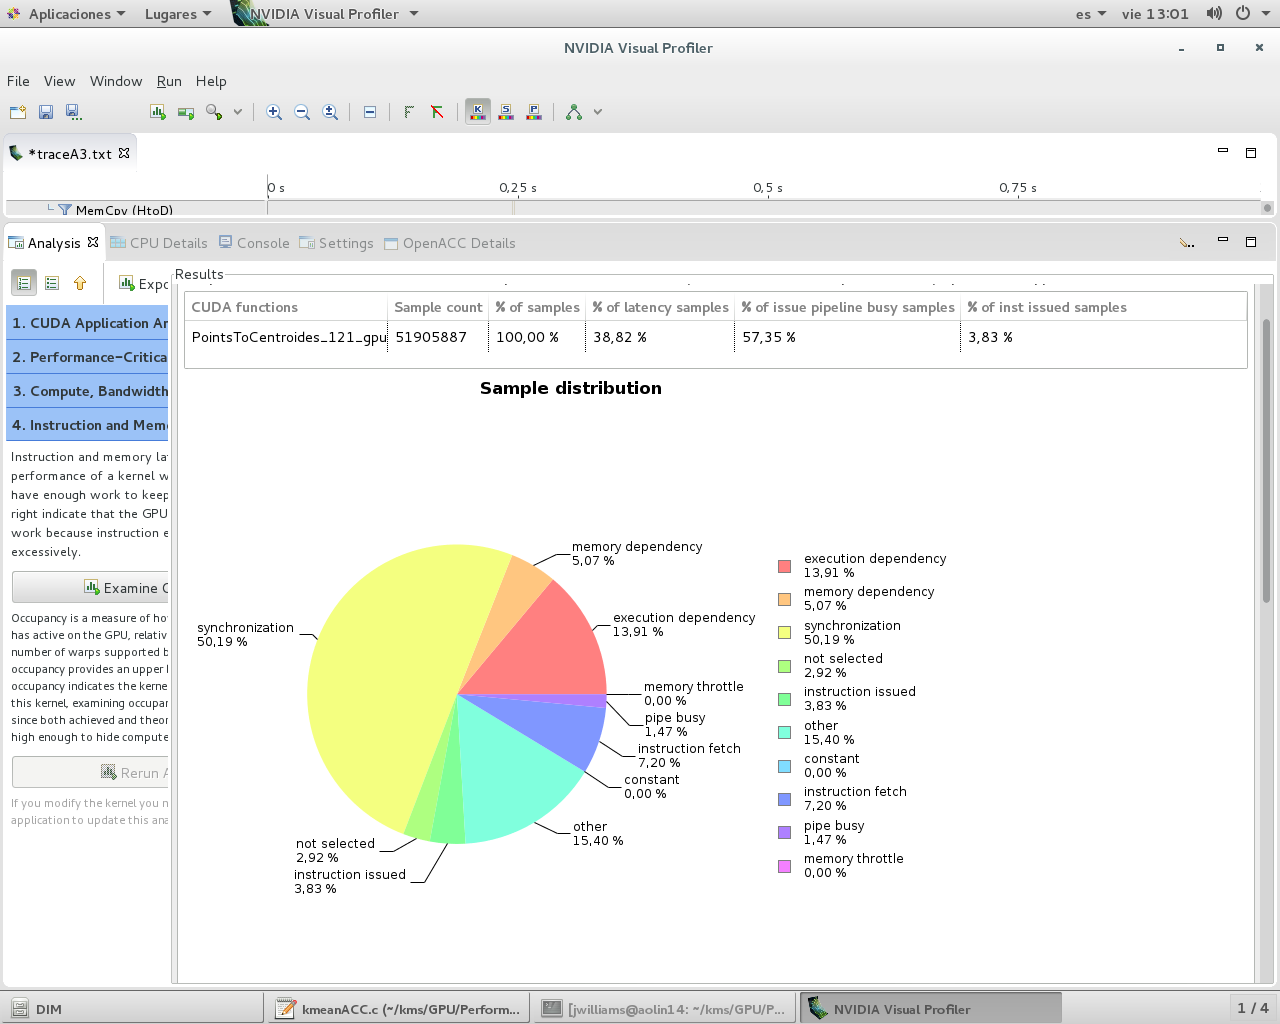 Aplicaciones
Lugares
NVIDIA Visual Profiler
es
vie 13:01
NVIDIA Visual Profiler
File View Window Run Help
*traceA3.txt
0 s
0,25 s
0,5 s
0,75 s
MemCpy (HtoD)
Analysis
CPU Details
Console
Settings
OpenACC Details
Expo
Results
CUDA functions
Sample count
% of samples
% of latency samples
% of issue pipeline busy samples
% of inst issued samples
PointsToCentroides_121_gpu
51905887
100,00 %
38,82 %
57,35 %
3,83 %
1. CUDA Application An
2. Performance-Critica
3. Compute, Bandwidth
4. Instruction and Mem
Instruction and memory la
performance of a kernel w
have enough work to keep
right indicate that the GPU
work because instruction e
excessively.
Examine O
Occupancy is a measure of ho
has active on the GPU, relativ
number of warps supported b
occupancy provides an upper l
occupancy indicates the kerne
this kernel, examining occupan
since both achieved and theor
high enough to hide compute
Rerun A
If you modify the kernel you n
application to update this ana
Sample distribution
memory dependency
5,07 %
execution dependency
13,91 %
synchronization
50,19 %
memory throttle
0,00 %
pipe busy
1,47 %
instruction fetch
7,20 %
constant
0,00 %
other
15,40 %
not selected
2,92 %
instruction issued
3,83 %
execution dependency
13,91 %
memory dependency
5,07 %
synchronization
50,19 %
not selected
2,92 %
instruction issued
3,83 %
other
15,40 %
constant
0,00 %
instruction fetch
7,20 %
pipe busy
1,47 %
memory throttle
0,00 %
DIM
kmeanACC.c (~/kms/GPU/Perform...
[jwilliams@aolin14: ~/kms/GPU/P...
NVIDIA Visual Profiler
1 / 4